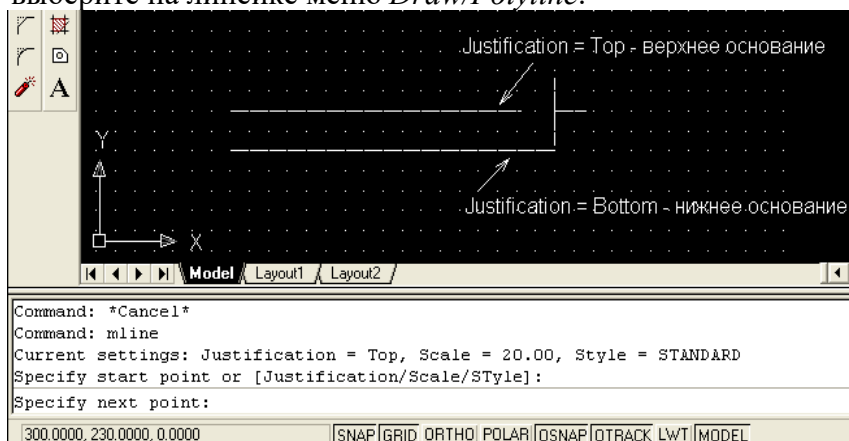 выберите на линейке меню Draw/Polyline.
Justification = Top - верхнее основание
A
Y
Justification = Bottom - нижнее основание
X
Model Layout1 Layout2
Command: *Cancel*
Command: mline
Current settings: Justification = Top, Scale = 20.00, Style = STANDARD
Specify start point or [Justification/Scale/STyle]:
Specify next point:
300.0000, 230.0000, 0.0000 SNAP GRID ORTHO POLAR OSNAP OTRACK LWT MODEL